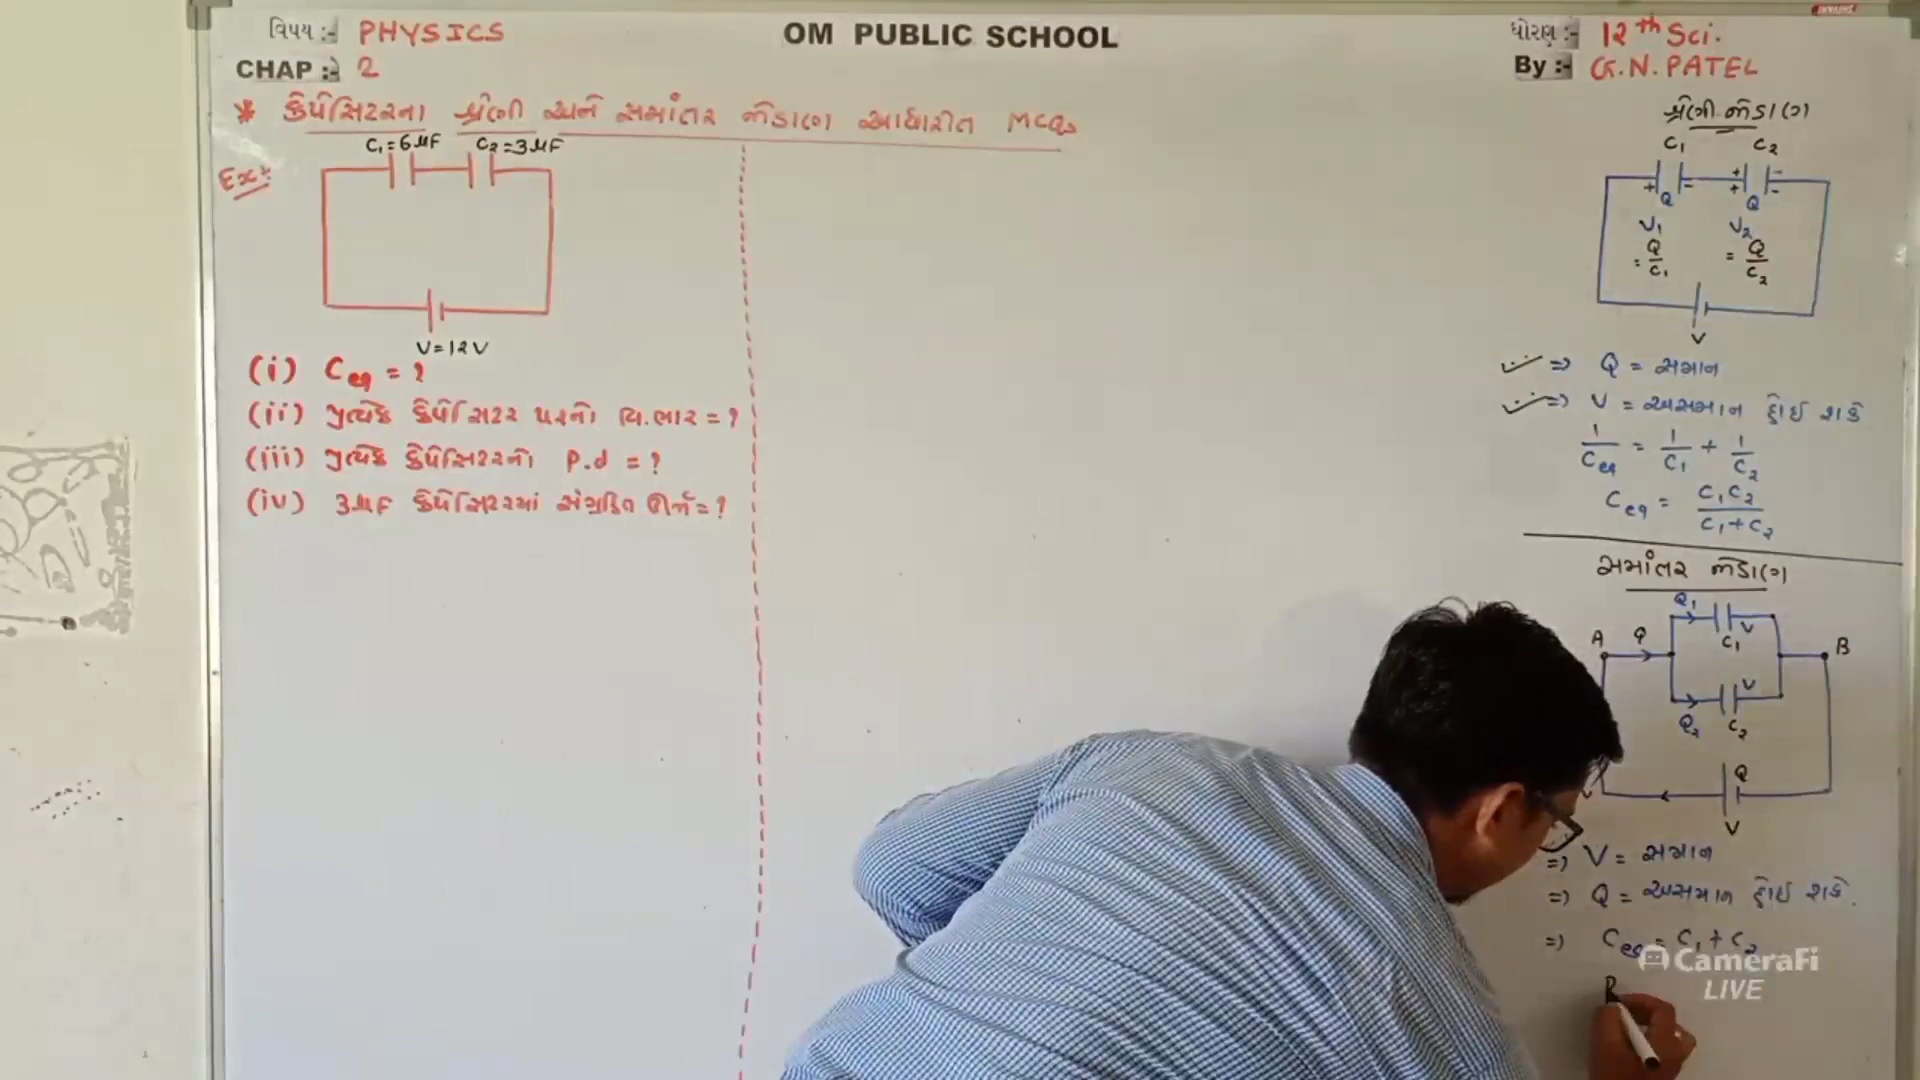 વિષય :- PHYSICS
OM PUBLIC SCHOOL
ધોરણ :- 12th Sci.
CHAP :- 2
By :- G.N.PATEL
* કેપેસિટરના શ્રેણી અને સમાંતર જોડાણ આધારીત MCQs
Ex:-
C₁=6μF C₂=3μF
V=12V
(i) Ceq = ?
(ii) પ્રત્યેક કેપેસિટર પરનો વિ.ભાર = ?
(iii) પ્રત્યેક કેપેસિટરનો P.d = ?
(iv) 3μF કેપેસિટરમાં સંગ્રહિત ઊર્જા = ?
શ્રેણી જોડાણ
C₁ C₂
+ - + -
+ -
Q Q
V₁ V₂
= Q/C₁ = Q/C₂
V
⇒ Q = સમાન
⇒ V = અસમાન હોઈ શકે
1/Ceq = 1/C₁ + 1/C₂
Ceq = C₁C₂/C₁+C₂
સમાંતર જોડાણ
Q₁ V
C₁
A Q B
V
Q₂ C₂
Q
V
⇒ V = સમાન
⇒ Q = અસમાન હોઈ શકે.
⇒ Ceq = C₁+C₂
CameraFi
LIVE